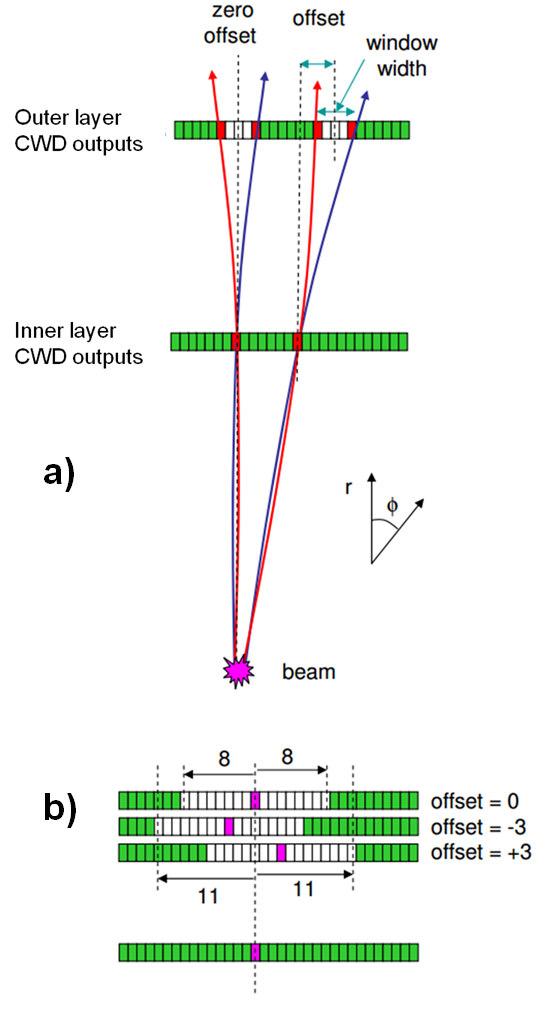 zero
offset
offset
window
width
Outer layer
CWD outputs
Inner layer
CWD outputs
a)
r
ϕ
beam
8
8
b)
offset = 0
offset = -3
offset = +3
11
11